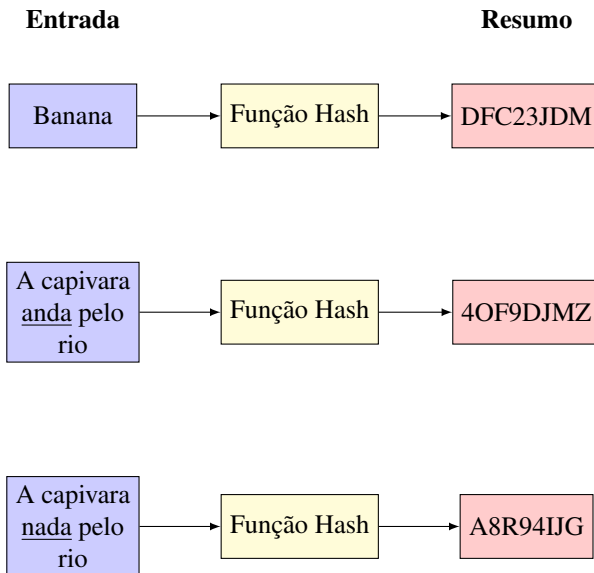 Entrada
Resumo
Banana
Função Hash
DFC23JDM
A capivara
anda pelo
rio
Função Hash
4OF9DJMZ
A capivara
nada pelo
rio
Função Hash
A8R94IJG